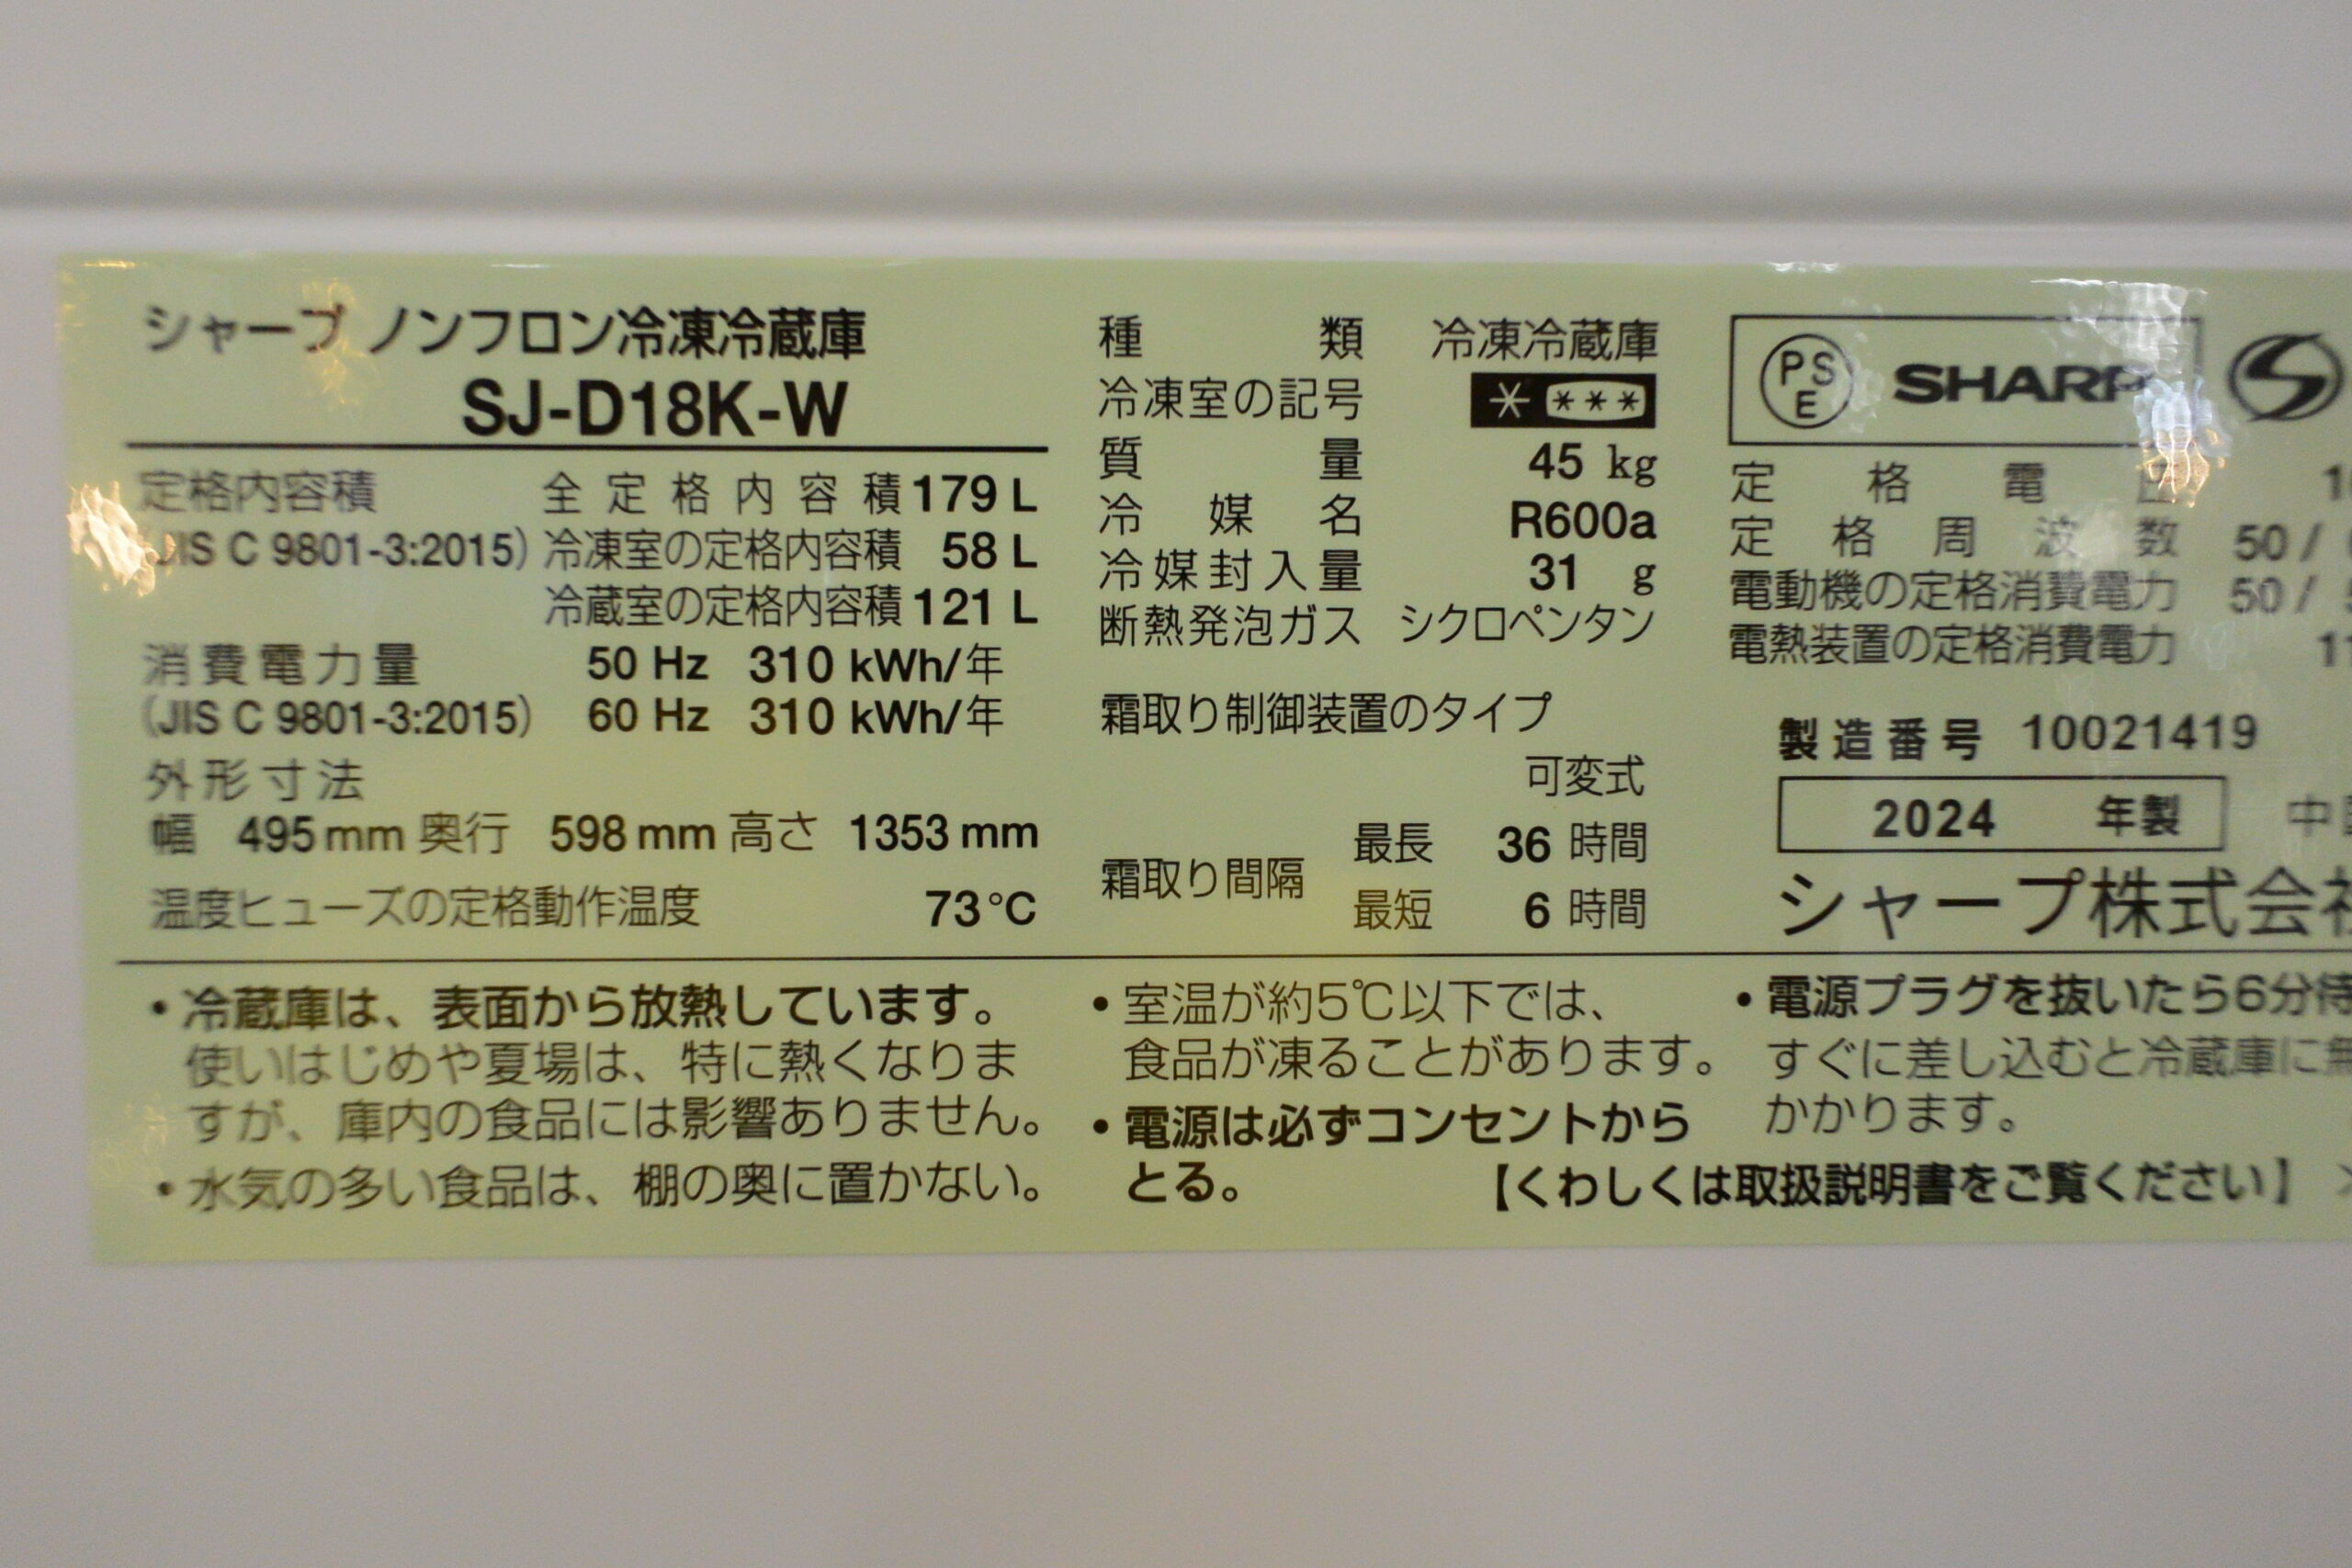 シャープ ノンフロン冷凍冷蔵庫
SJ-D18K-W
定格内容積 全定格内容積 179 L
(JIS C 9801-3:2015) 冷凍室の定格内容積 58 L
冷蔵室の定格内容積 121 L
消費電力量 50 Hz 310 kWh/年
(JIS C 9801-3:2015) 60 Hz 310 kWh/年
外形寸法
幅 495 mm 奥行 598 mm 高さ 1353 mm
温度ヒューズの定格動作温度 73℃
種類 冷凍冷蔵庫
冷凍室の記号 * ***
質量 45 kg
冷媒名 R600a
冷媒封入量 31 g
断熱発泡ガス シクロペンタン
霜取り制御装置のタイプ
可変式
霜取り間隔 最長 36 時間
最短 6 時間
PSE SHARP
定格電圧
定格周波数 50 /
電動機の定格消費電力 50 /
電熱装置の定格消費電力
製造番号 10021419
2024 年製 中
シャープ株式会社
・冷蔵庫は、表面から放熱しています。
使いはじめや夏場は、特に熱くなりま
すが、庫内の食品には影響ありません。
・水気の多い食品は、棚の奥に置かない。
・室温が約5℃以下では、
食品が凍ることがあります。
・電源は必ずコンセントから
とる。
・電源プラグを抜いたら6分待
すぐに差し込むと冷蔵庫に無
かかります。
【くわしくは取扱説明書をご覧ください】